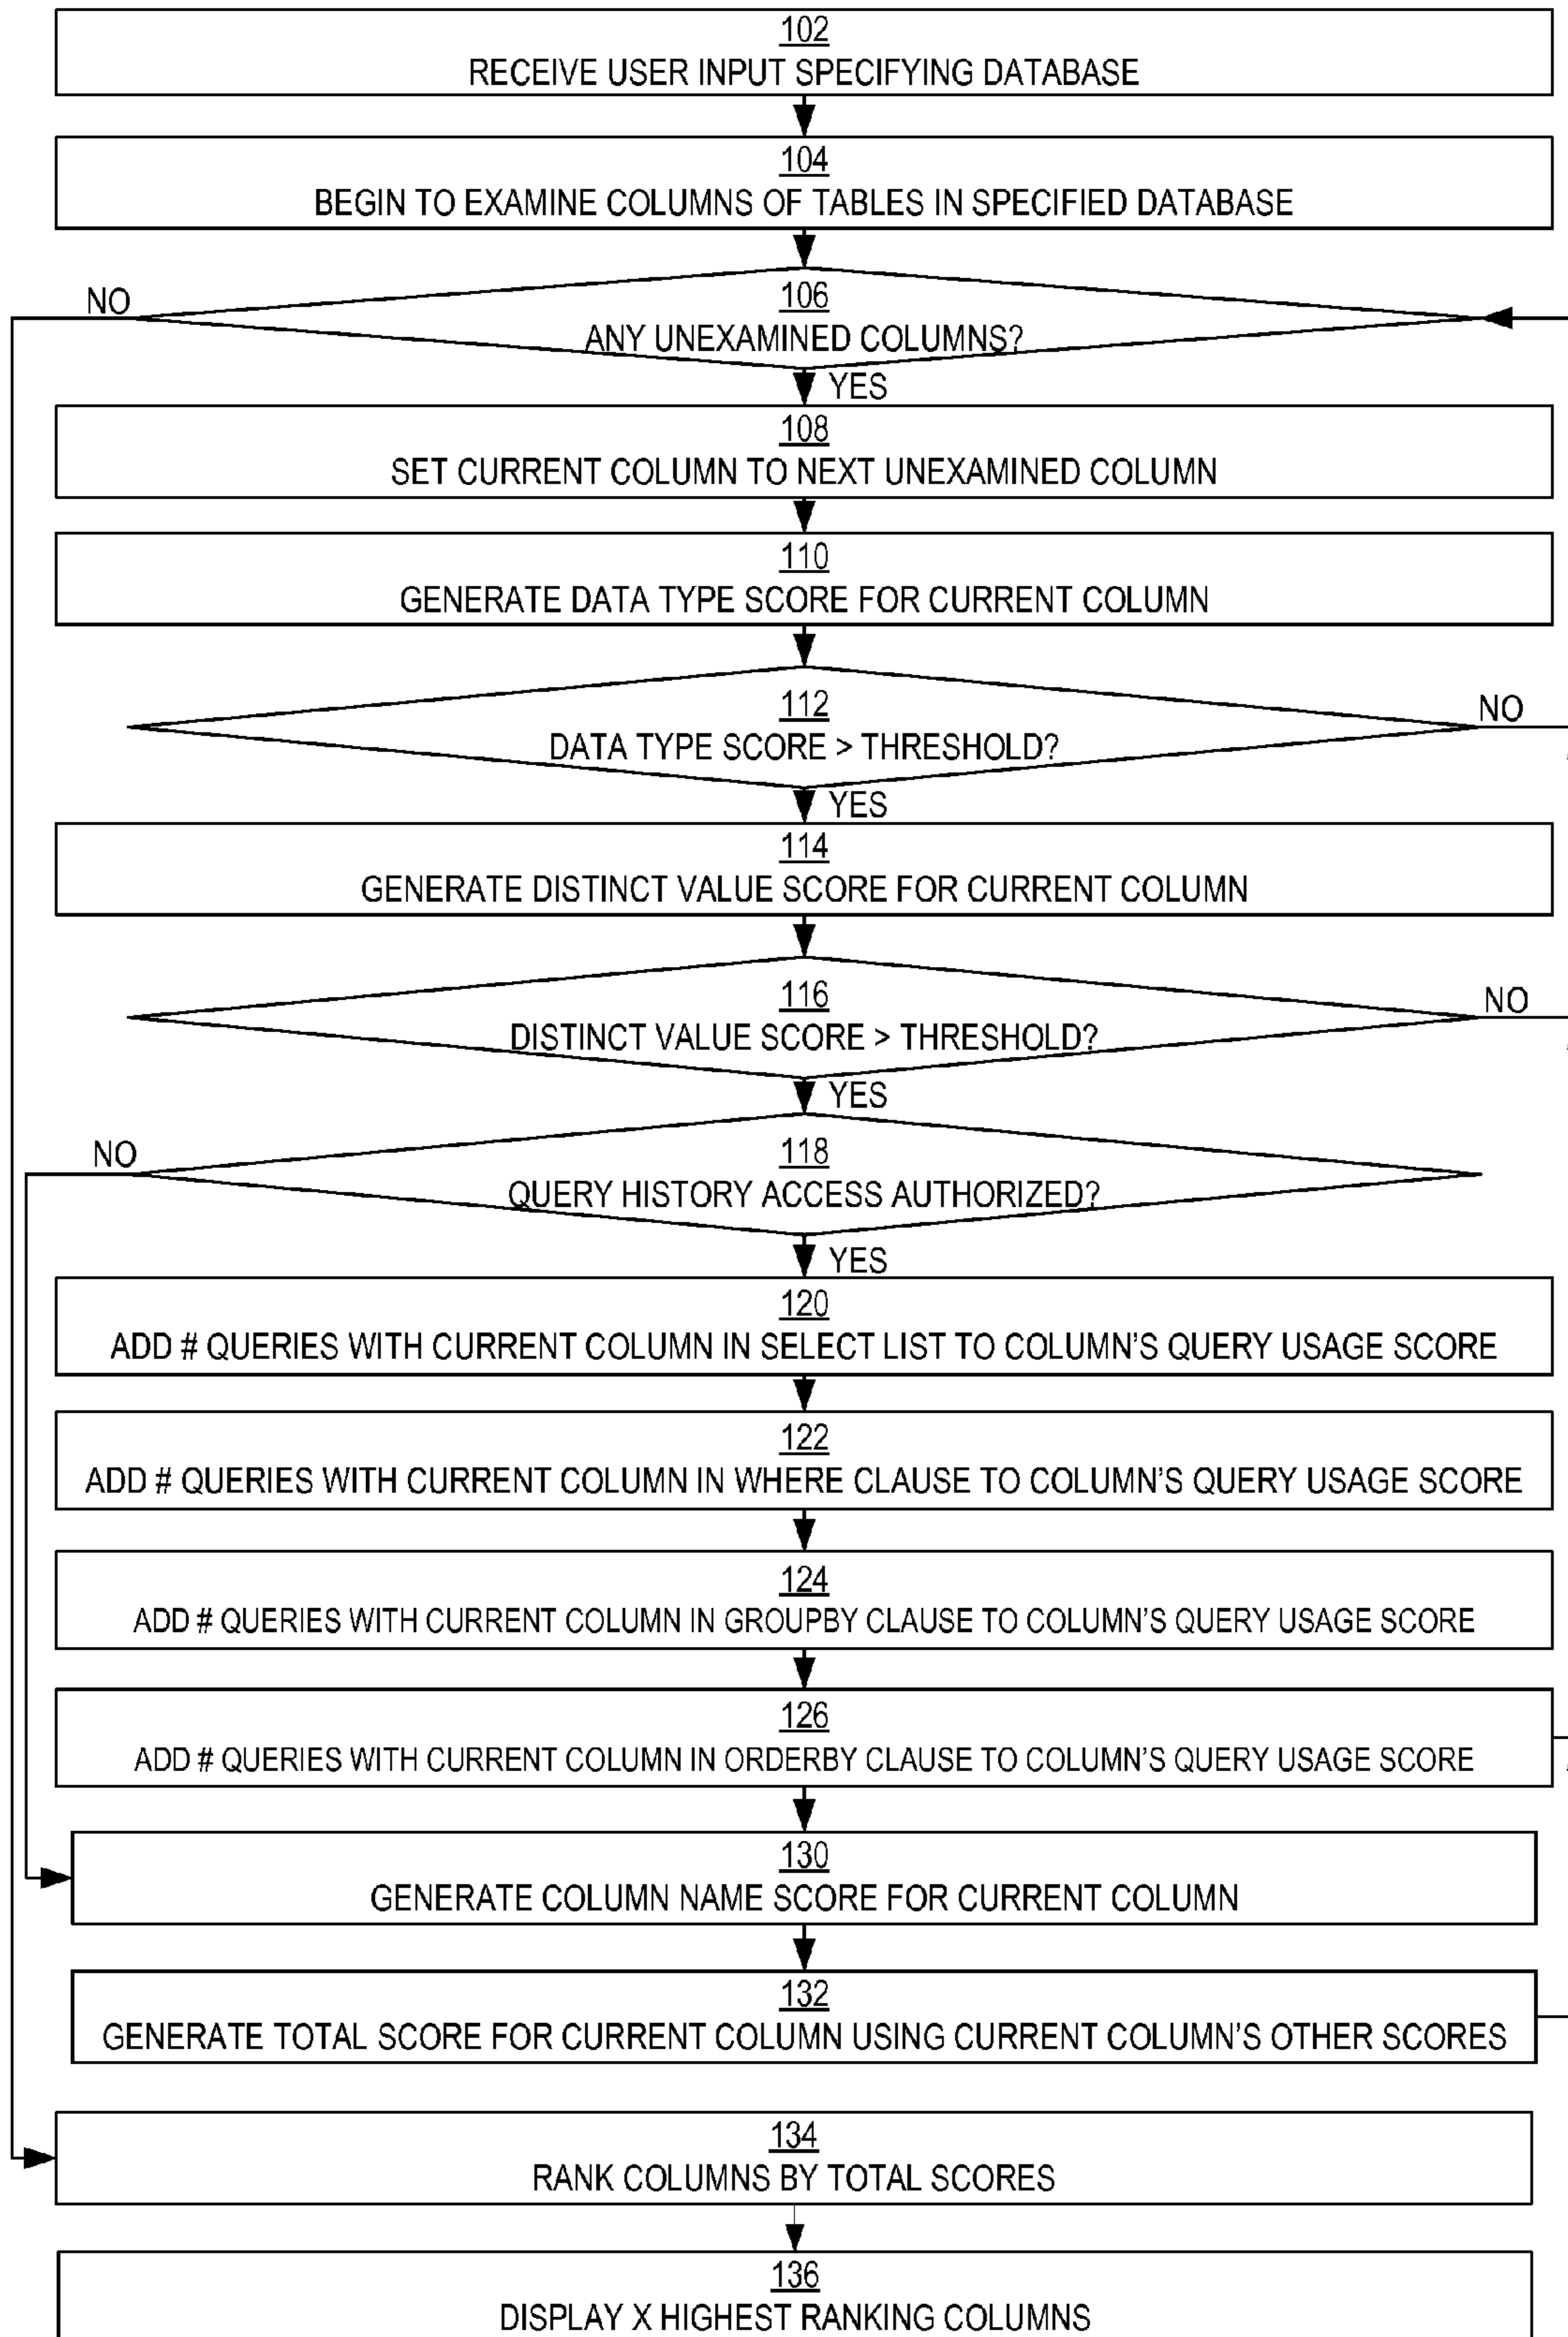 102
RECEIVE USER INPUT SPECIFYING DATABASE
104
BEGIN TO EXAMINE COLUMNS OF TABLES IN SPECIFIED DATABASE
NO
106
ANY UNEXAMINED COLUMNS?
YES
108
SET CURRENT COLUMN TO NEXT UNEXAMINED COLUMN
110
GENERATE DATA TYPE SCORE FOR CURRENT COLUMN
112
NO
DATA TYPE SCORE > THRESHOLD?
YES
114
GENERATE DISTINCT VALUE SCORE FOR CURRENT COLUMN
116
NO
DISTINCT VALUE SCORE > THRESHOLD?
YES
NO
118
QUERY HISTORY ACCESS AUTHORIZED?
YES
120
ADD # QUERIES WITH CURRENT COLUMN IN SELECT LIST TO COLUMN'S QUERY USAGE SCORE
122
ADD # QUERIES WITH CURRENT COLUMN IN WHERE CLAUSE TO COLUMN'S QUERY USAGE SCORE
124
ADD # QUERIES WITH CURRENT COLUMN IN GROUPBY CLAUSE TO COLUMN'S QUERY USAGE SCORE
126
ADD # QUERIES WITH CURRENT COLUMN IN ORDERBY CLAUSE TO COLUMN'S QUERY USAGE SCORE
130
GENERATE COLUMN NAME SCORE FOR CURRENT COLUMN
132
GENERATE TOTAL SCORE FOR CURRENT COLUMN USING CURRENT COLUMN'S OTHER SCORES
134
RANK COLUMNS BY TOTAL SCORES
136
DISPLAY X HIGHEST RANKING COLUMNS